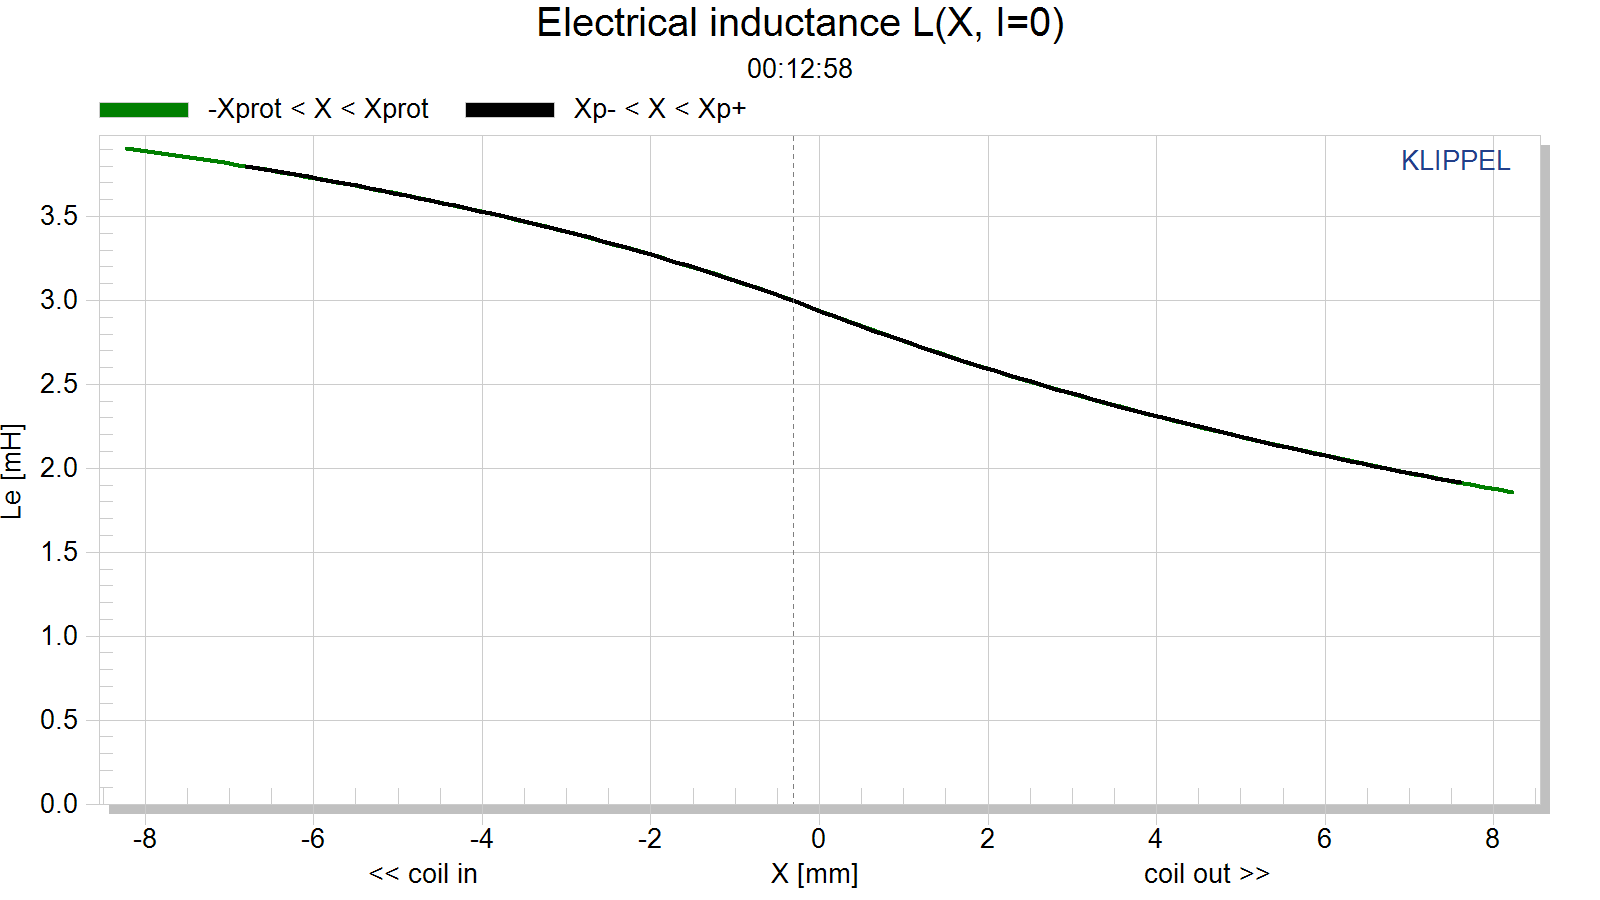 Electrical inductance L(X, I=0)
00:12:58
-Xprot < X < Xprot
Xp- < X < Xp+
KLIPPEL
3.5
3.0
2.5
2.0
1.5
1.0
0.5
0.0
Le [mH]
-8 -6 -4 -2 0 2 4 6 8
<< coil in X [mm] coil out >>